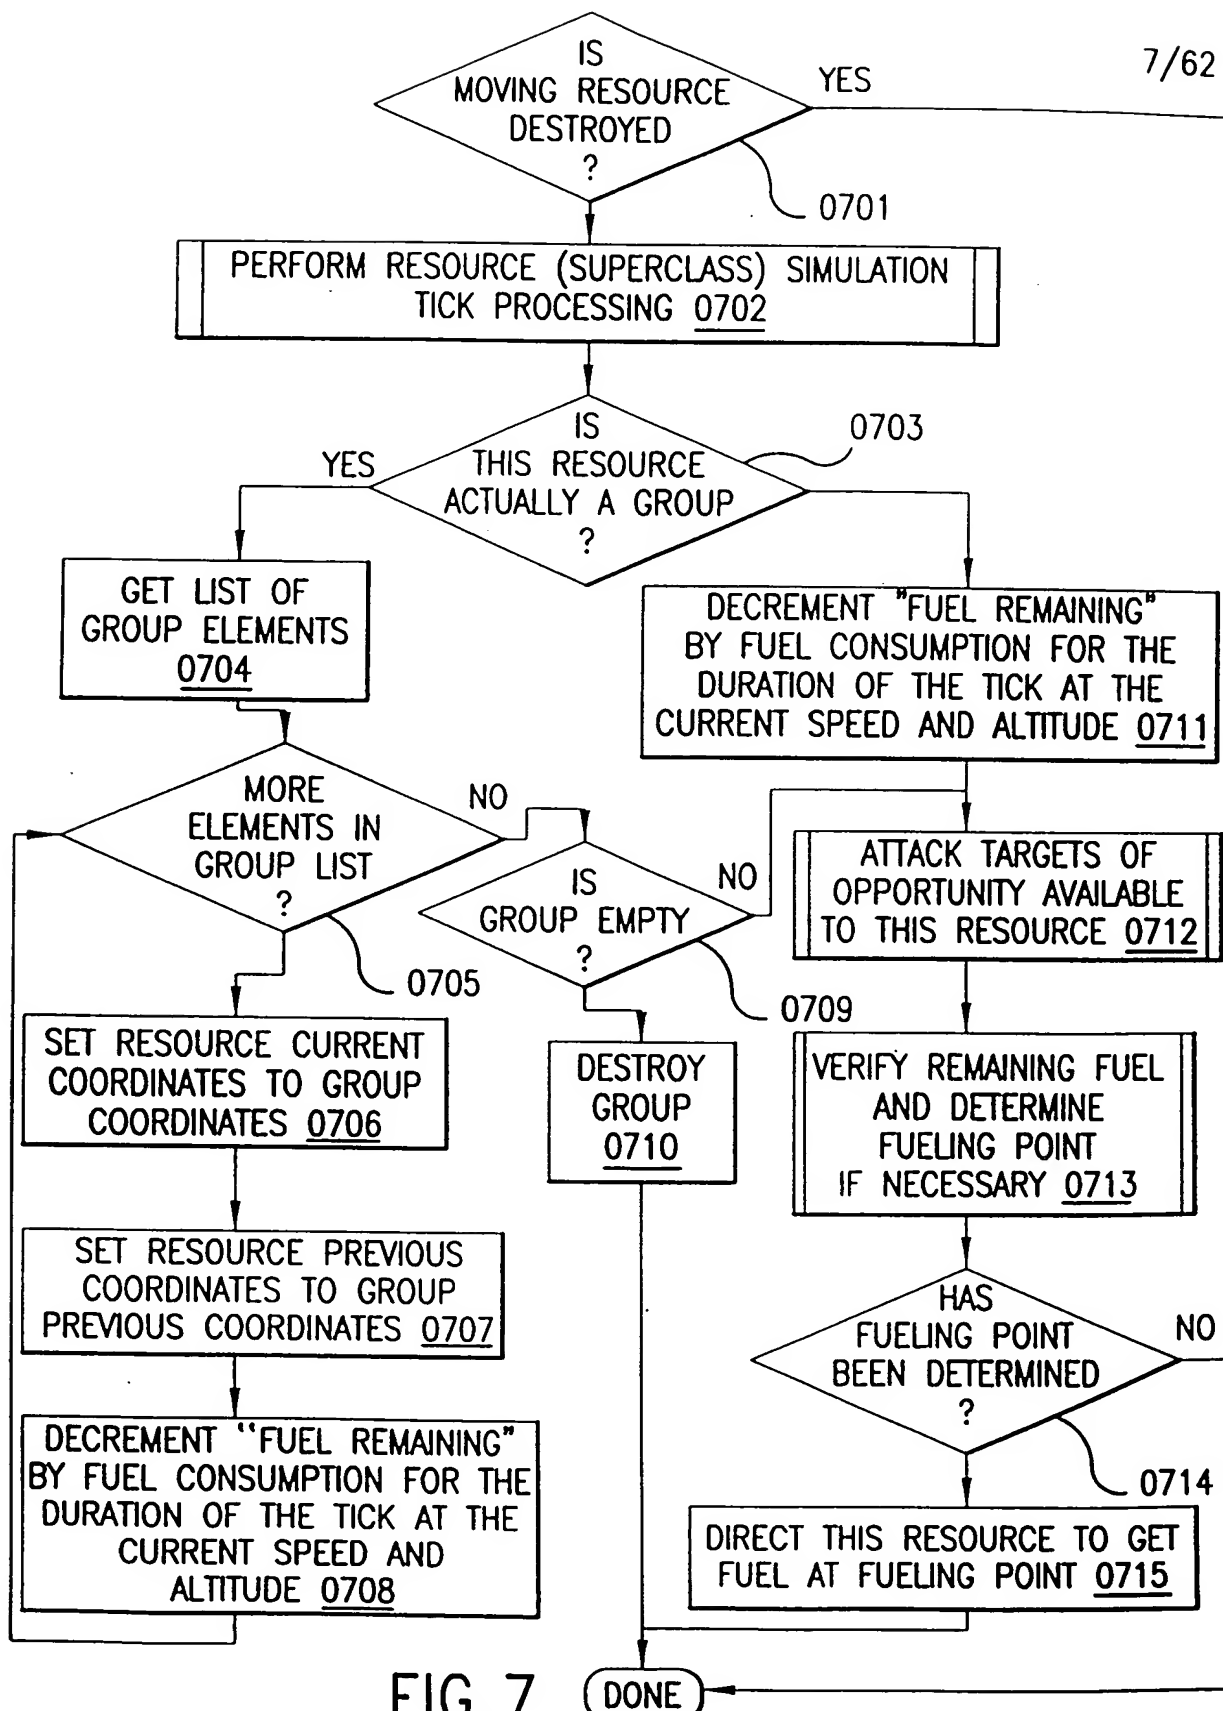 7/62
IS
MOVING RESOURCE
DESTROYED
?
YES
0701
PERFORM RESOURCE (SUPERCLASS) SIMULATION
TICK PROCESSING 0702
IS
THIS RESOURCE
ACTUALLY A GROUP
?
0703
YES
GET LIST OF
GROUP ELEMENTS
0704
MORE
ELEMENTS IN
GROUP LIST
?
NO
0705
SET RESOURCE CURRENT
COORDINATES TO GROUP
COORDINATES 0706
SET RESOURCE PREVIOUS
COORDINATES TO GROUP
PREVIOUS COORDINATES 0707
DECREMENT "FUEL REMAINING"
BY FUEL CONSUMPTION FOR THE
DURATION OF THE TICK AT THE
CURRENT SPEED AND
ALTITUDE 0708
IS
GROUP EMPTY
?
NO
0709
DESTROY
GROUP
0710
DECREMENT "FUEL REMAINING"
BY FUEL CONSUMPTION FOR THE
DURATION OF THE TICK AT THE
CURRENT SPEED AND ALTITUDE 0711
ATTACK TARGETS OF
OPPORTUNITY AVAILABLE
TO THIS RESOURCE 0712
VERIFY REMAINING FUEL
AND DETERMINE
FUELING POINT
IF NECESSARY 0713
HAS
FUELING POINT
BEEN DETERMINED
?
NO
0714
DIRECT THIS RESOURCE TO GET
FUEL AT FUELING POINT 0715
DONE
FIG 7